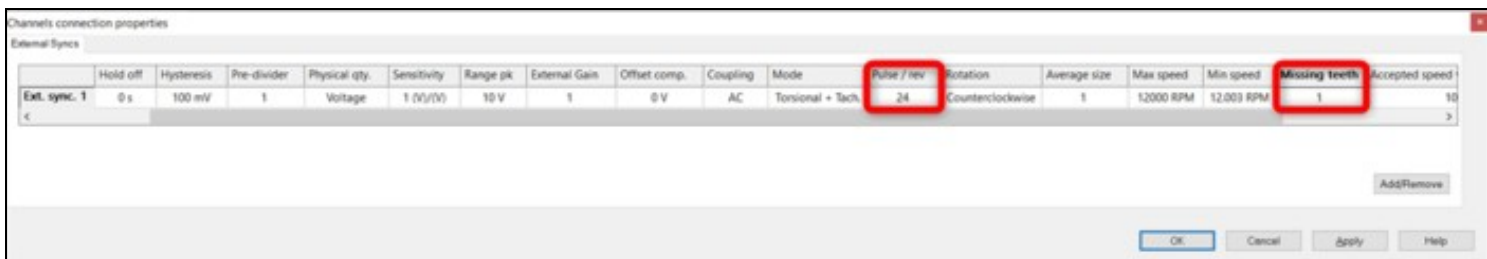 Channels connection properties
External Syncs
Hold off Hysteresis Pre-divider Physical qty. Sensitivity Range pk External Gain Offset comp. Coupling Mode Pulse / rev Rotation Average size Max speed Min speed Missing teeth Accepted speed
Ext. sync. 1 0 s 100 mV 1 Voltage 1 (V)/(V) 10 V 1 0 V AC Torsional + Tach. 24 Counterclockwise 1 12000 RPM 12.003 RPM 1 10
Add/Remove
OK Cancel Apply Help